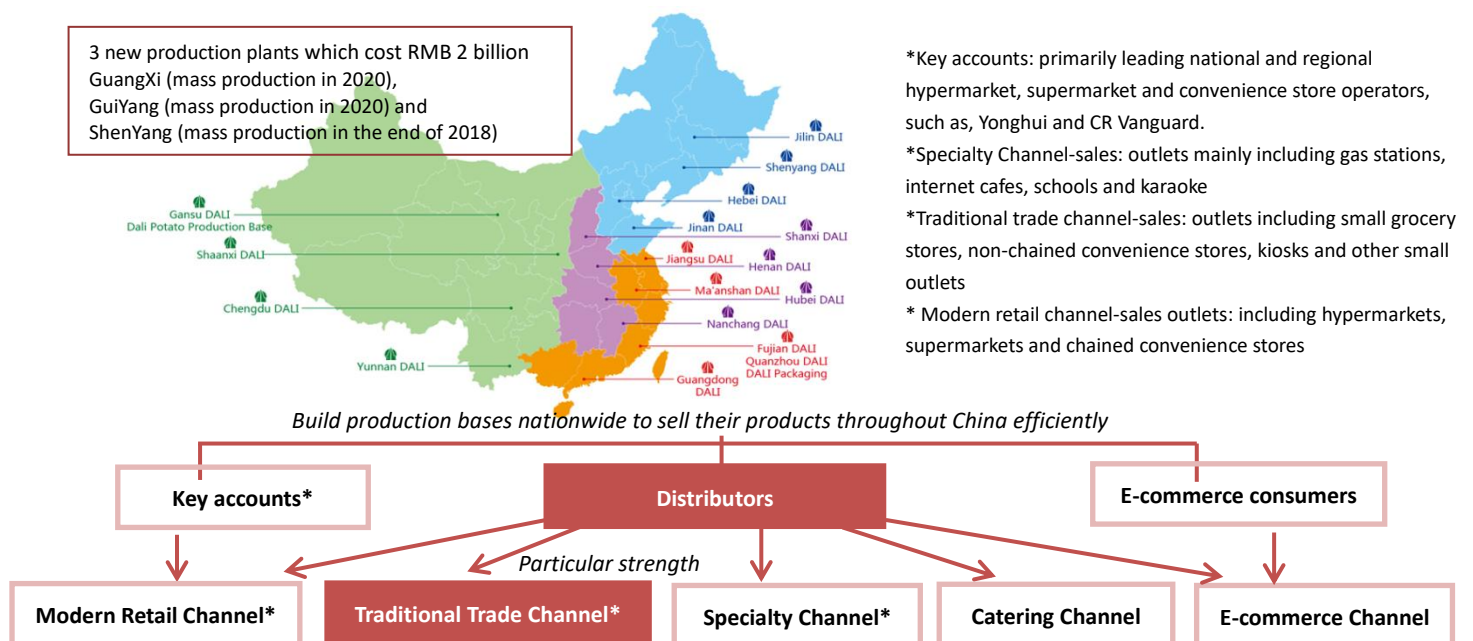 3 new production plants which cost RMB 2 billion
GuangXi (mass production in 2020),
GuiYang (mass production in 2020) and
ShenYang (mass production in the end of 2018)
*Key accounts: primarily leading national and regional
hypermarket, supermarket and convenience store operators,
such as, Yonghui and CR Vanguard.
*Specialty Channel-sales: outlets mainly including gas stations,
internet cafes, schools and karaoke
*Traditional trade channel-sales: outlets including small grocery
stores, non-chained convenience stores, kiosks and other small
outlets
* Modern retail channel-sales outlets: including hypermarkets,
supermarkets and chained convenience stores
Jilin DALI
Shenyang DALI
Hebei DALI
Jinan DALI
Shanxi DALI
Jiangsu DALI
Henan DALI
Ma'anshan DALI
Hubei DALI
Nanchang DALI
Fujian DALI
Quanzhou DALI
DALI Packaging
Guangdong
DALI
Gansu DALI
Dali Potato Production Base
Shaanxi DALI
Chengdu DALI
Yunnan DALI
Build production bases nationwide to sell their products throughout China efficiently
Key accounts*
Distributors
E-commerce consumers
Particular strength
Modern Retail Channel*
Traditional Trade Channel*
Specialty Channel*
Catering Channel
E-commerce Channel